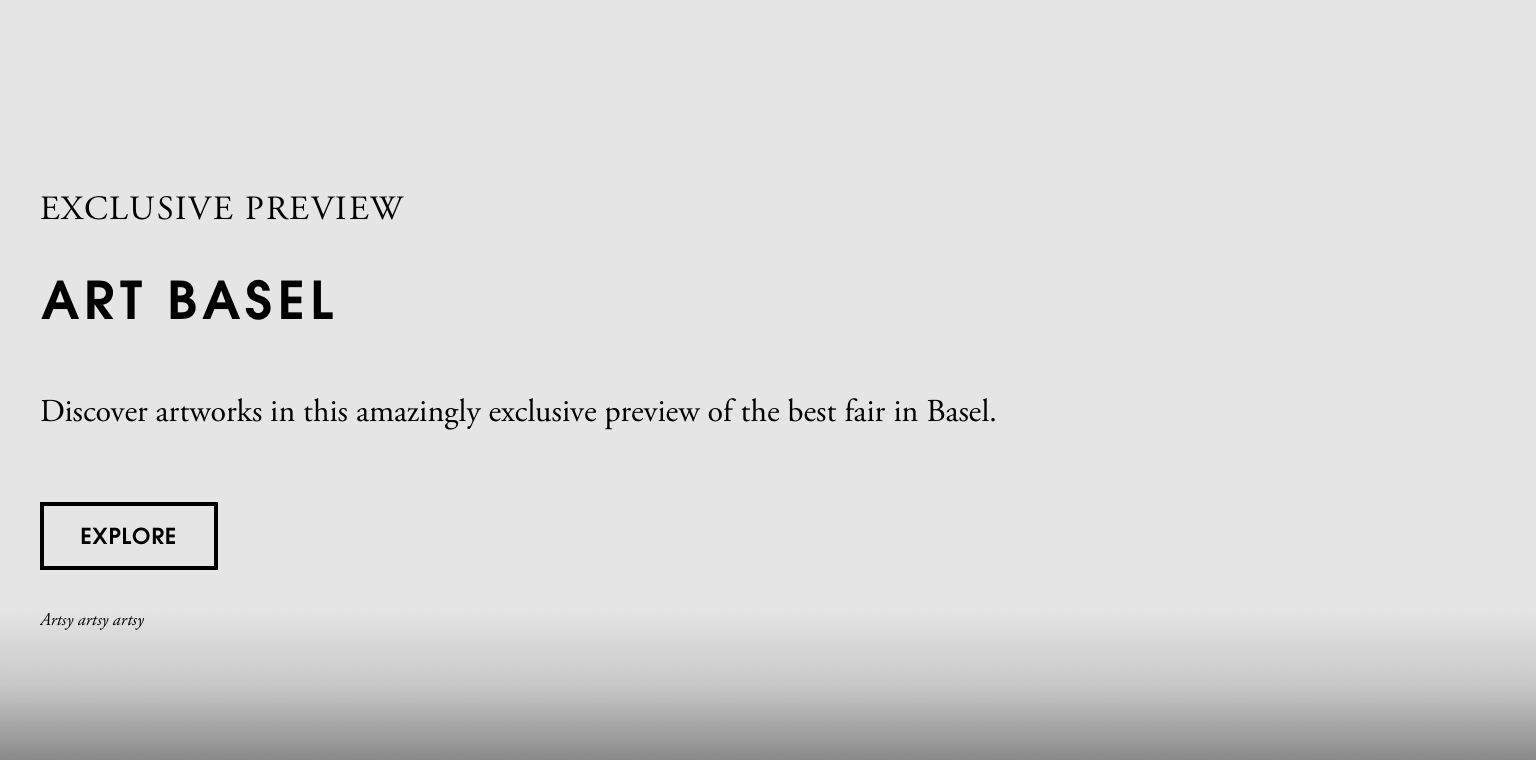 EXCLUSIVE PREVIEW
ART BASEL
Discover artworks in this amazingly exclusive preview of the best fair in Basel.
EXPLORE
Artsy artsy artsy